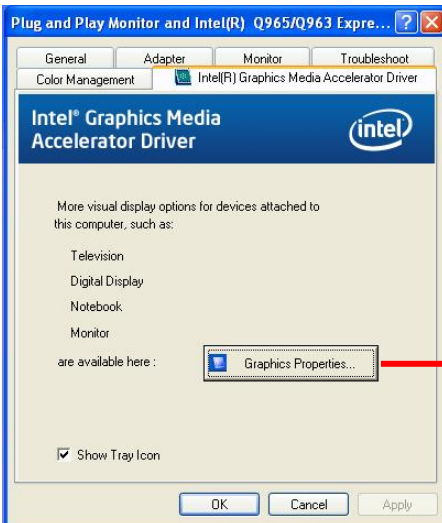 Plug and Play Monitor and Intel(R) Q965/Q963 Expre...
General Adapter Monitor Troubleshoot
Color Management Intel(R) Graphics Media Accelerator Driver
Intel® Graphics Media
Accelerator Driver
intel
More visual display options for devices attached to
this computer, such as:
Television
Digital Display
Notebook
Monitor
are available here : Graphics Properties...
Show Tray Icon
OK Cancel Apply